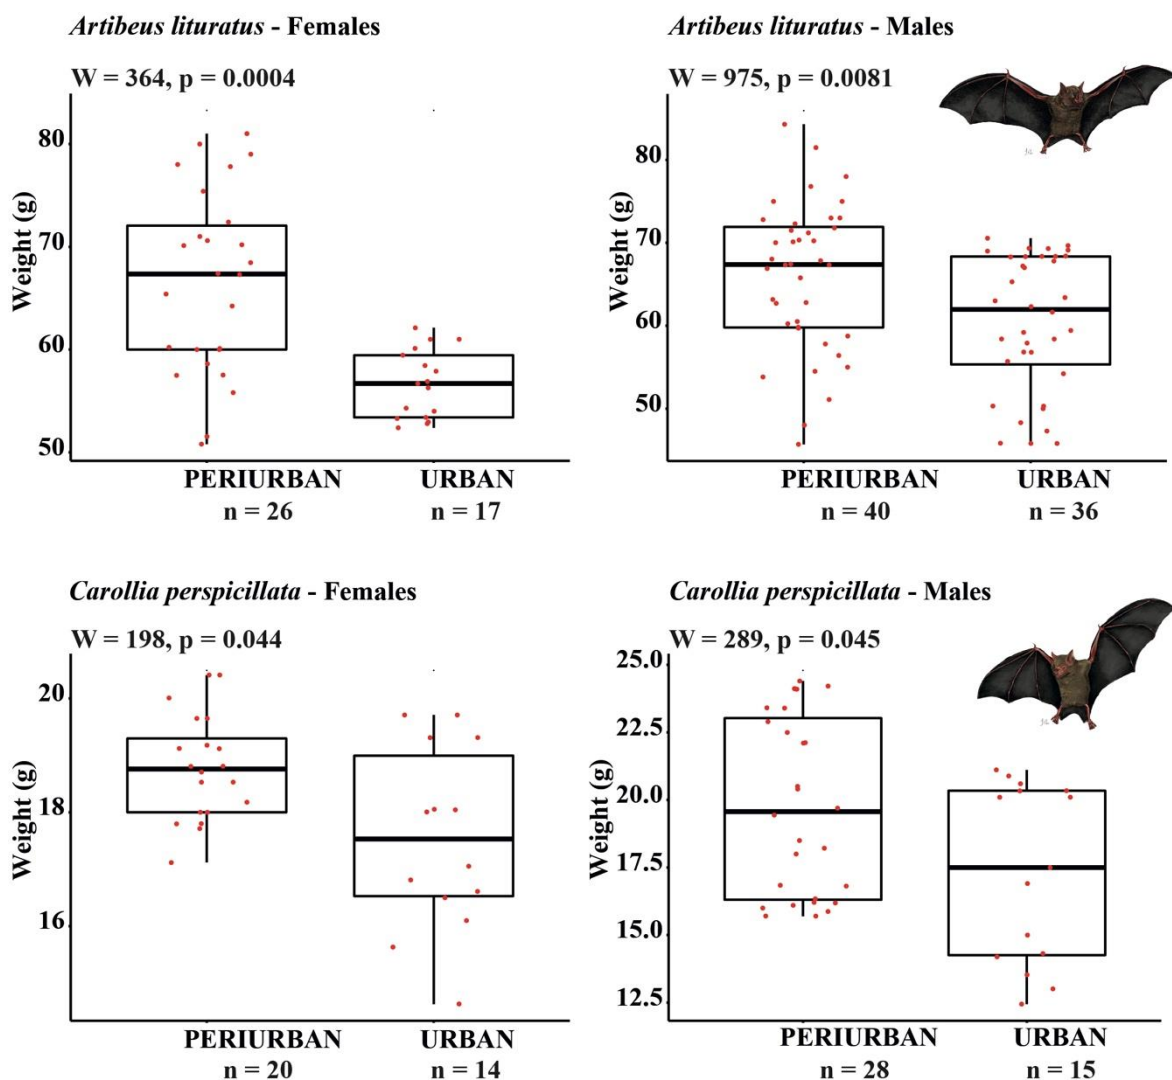 Artibeus lituratus - Females
W = 364, p = 0.0004
Weight (g)
80
70
60
50
PERIURBAN
URBAN
n = 26
n = 17
Artibeus lituratus - Males
W = 975, p = 0.0081
Weight (g)
80
70
60
50
PERIURBAN
URBAN
n = 40
n = 36
Carollia perspicillata - Females
W = 198, p = 0.044
Weight (g)
20
18
16
PERIURBAN
URBAN
n = 20
n = 14
Carollia perspicillata - Males
W = 289, p = 0.045
Weight (g)
25.0
22.5
20.0
17.5
15.0
12.5
PERIURBAN
URBAN
n = 28
n = 15